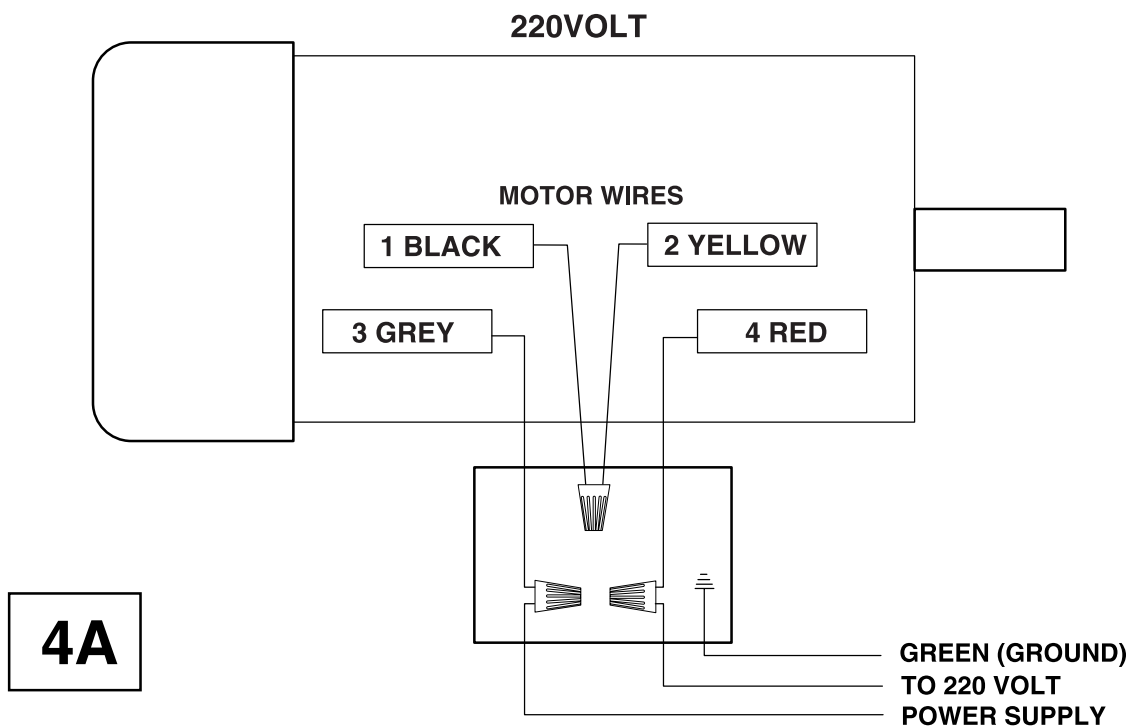 220VOLT
MOTOR WIRES
1 BLACK
2 YELLOW
3 GREY
4 RED
4A
GREEN (GROUND)
TO 220 VOLT
POWER SUPPLY